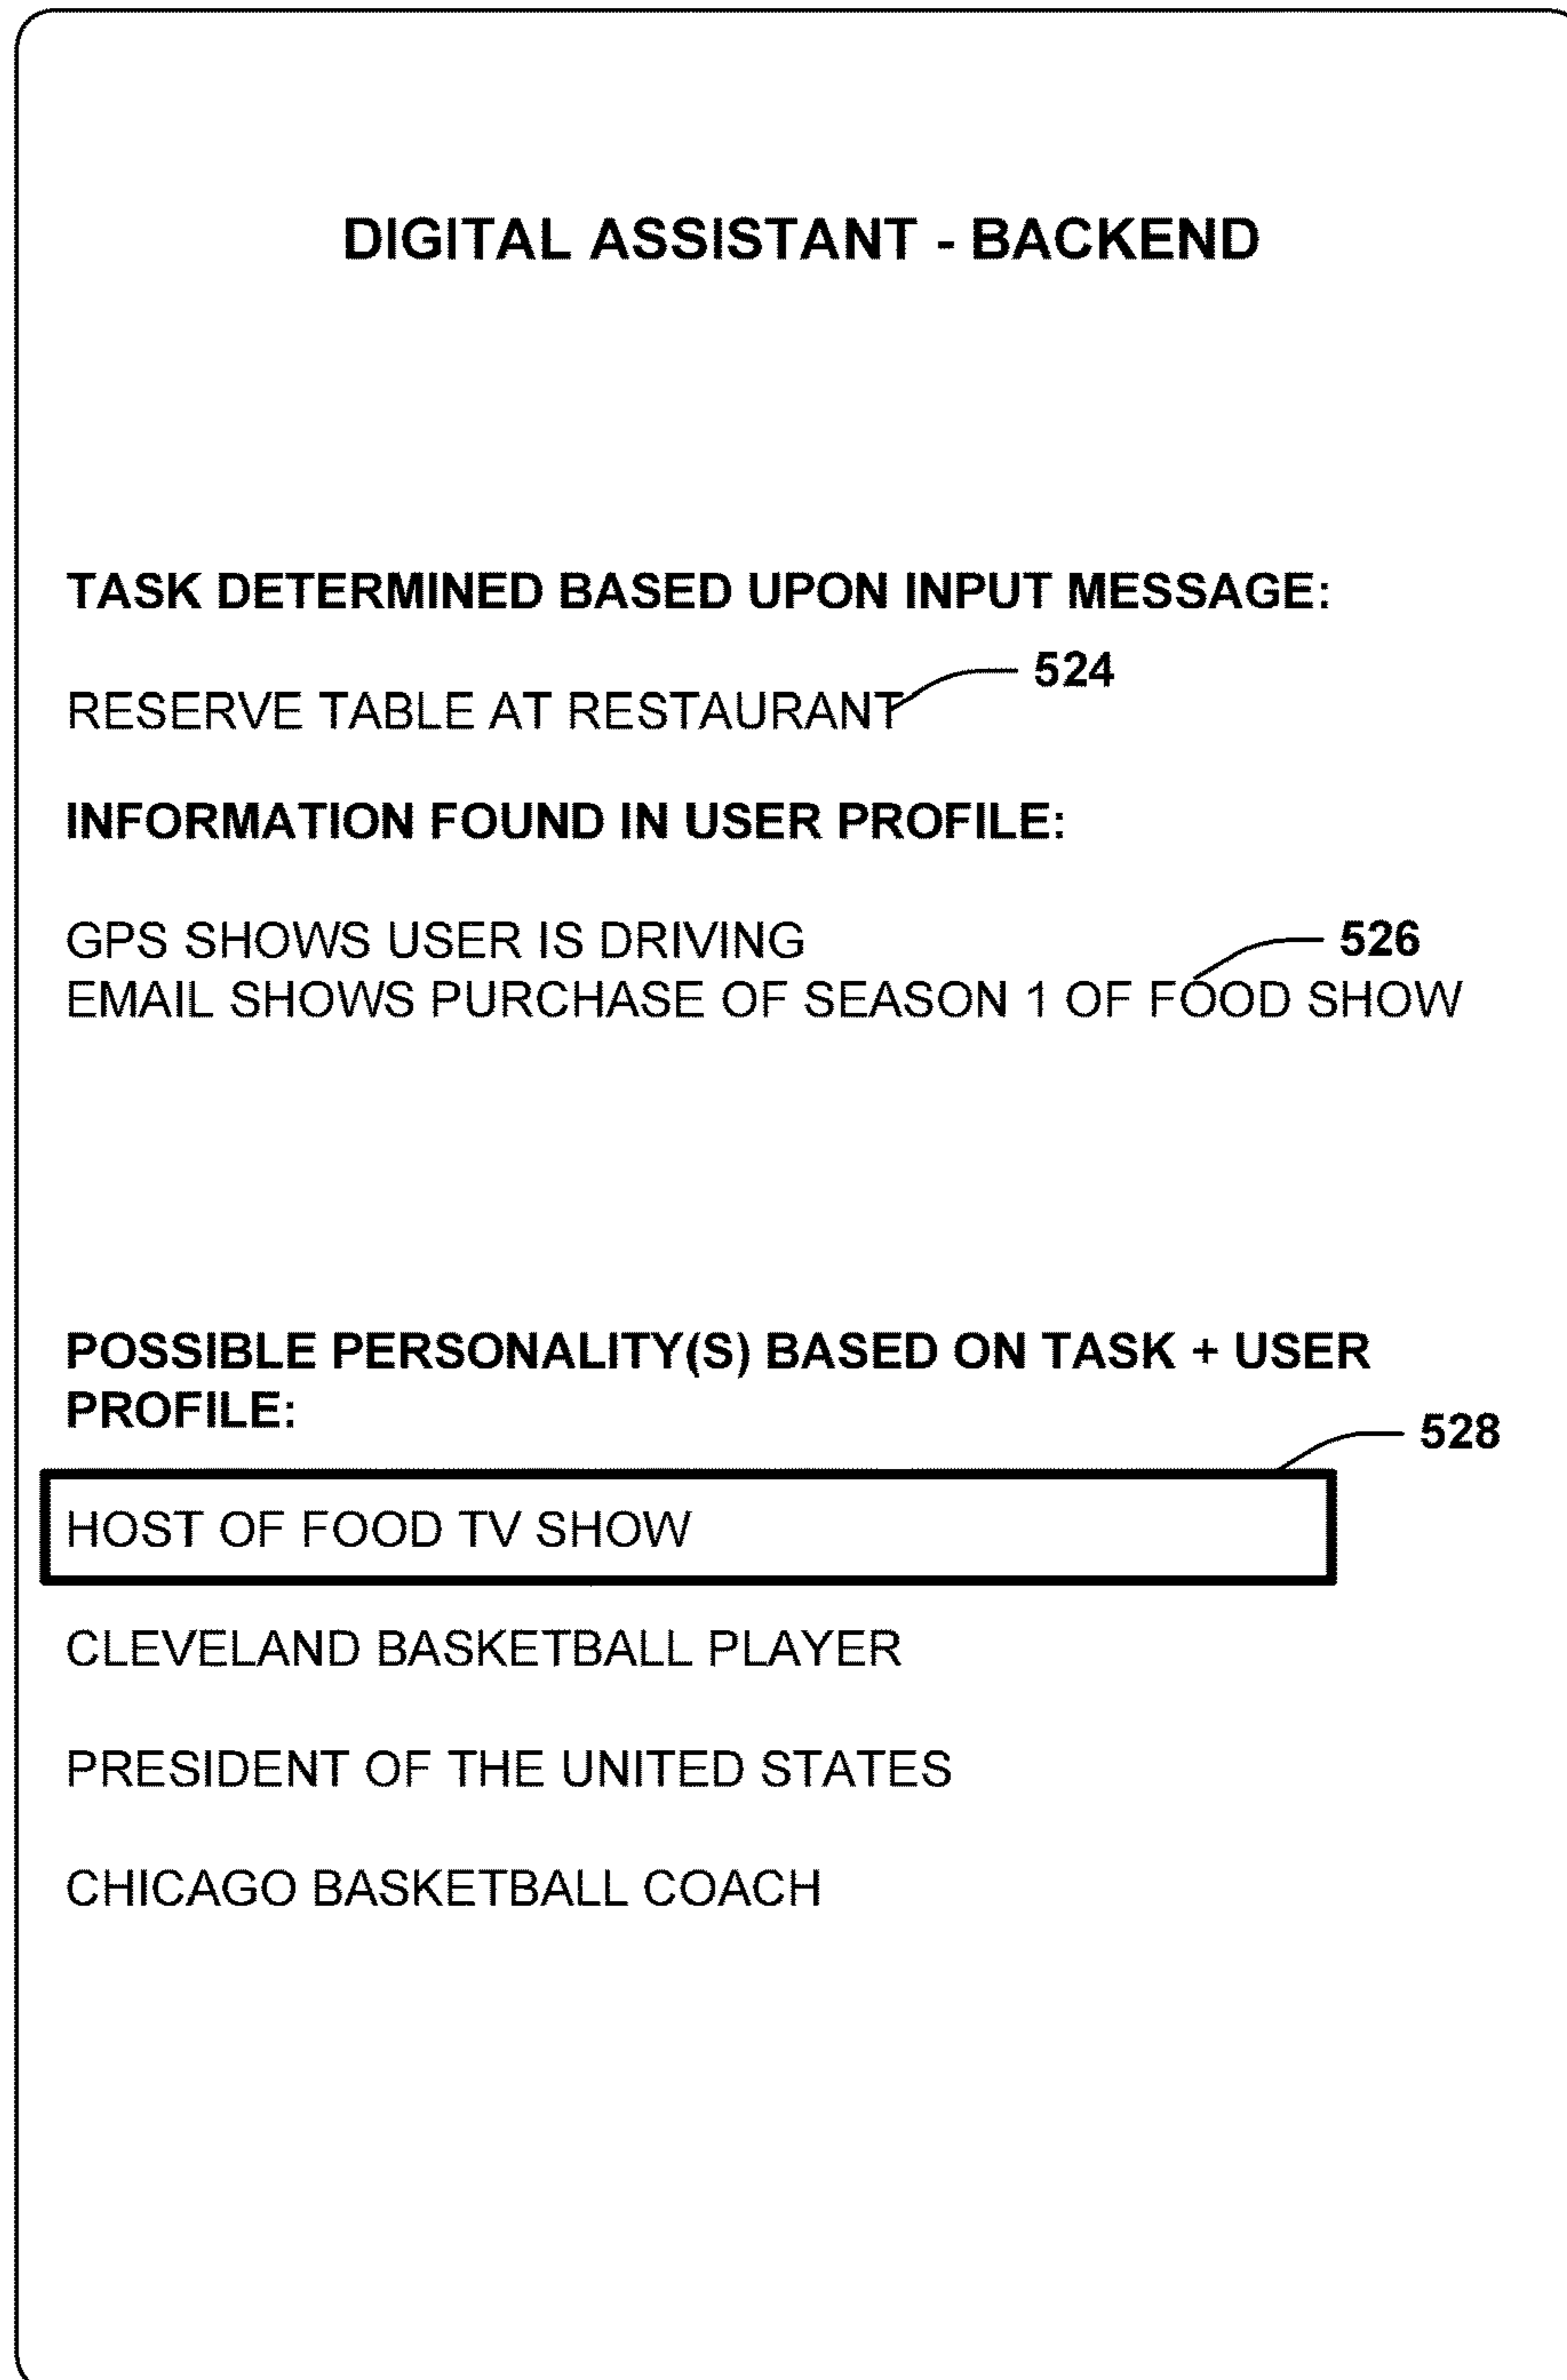 DIGITAL ASSISTANT - BACKEND
TASK DETERMINED BASED UPON INPUT MESSAGE:
524
RESERVE TABLE AT RESTAURANT
INFORMATION FOUND IN USER PROFILE:
GPS SHOWS USER IS DRIVING
526
EMAIL SHOWS PURCHASE OF SEASON 1 OF FOOD SHOW
POSSIBLE PERSONALITY(S) BASED ON TASK + USER
PROFILE:
528
HOST OF FOOD TV SHOW
CLEVELAND BASKETBALL PLAYER
PRESIDENT OF THE UNITED STATES
CHICAGO BASKETBALL COACH